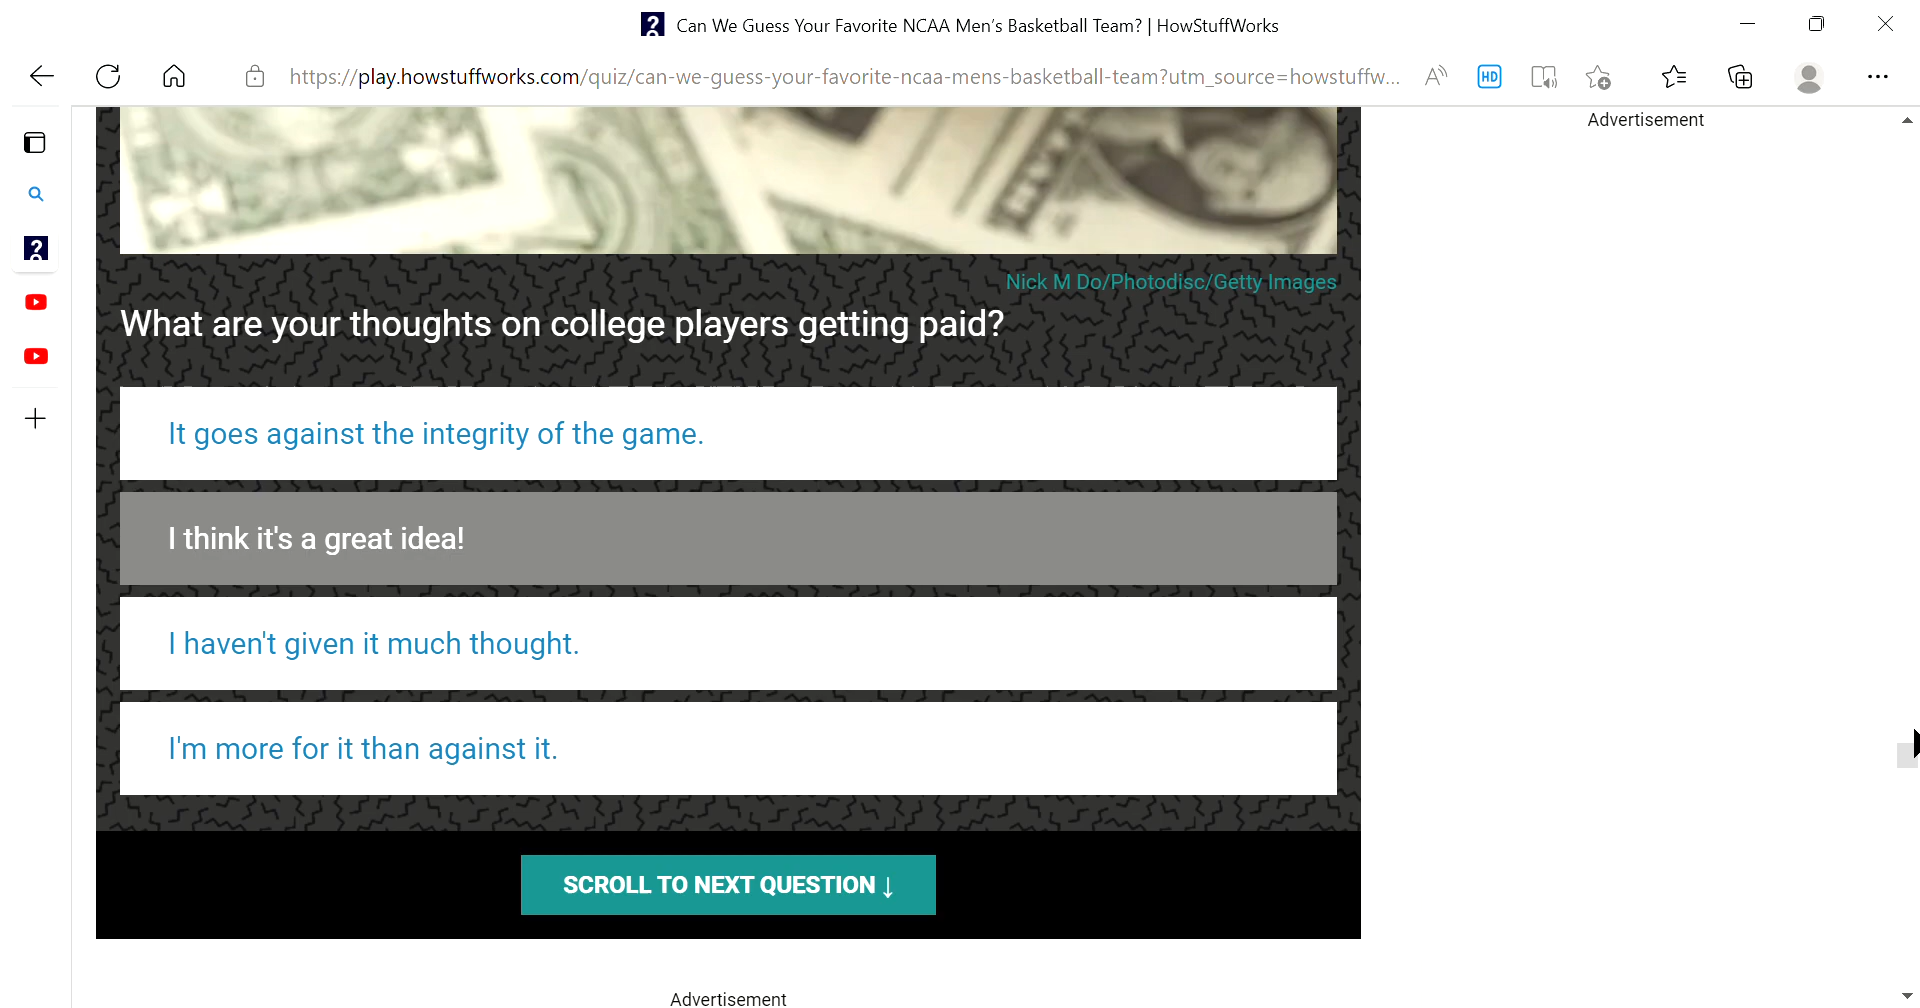 Can We Guess Your Favorite NCAA Men's Basketball Team? | HowStuffWorks
https://play.howstuffworks.com/quiz/can-we-guess-your-favorite-ncaa-mens-basketball-team?utm_source=howstuffw...
HD
Advertisement
Nick M Do/Photodisc/Getty Images
What are your thoughts on college players getting paid?
It goes against the integrity of the game.
I think it's a great idea!
I haven't given it much thought.
I'm more for it than against it.
SCROLL TO NEXT QUESTION ↓
Advertisement